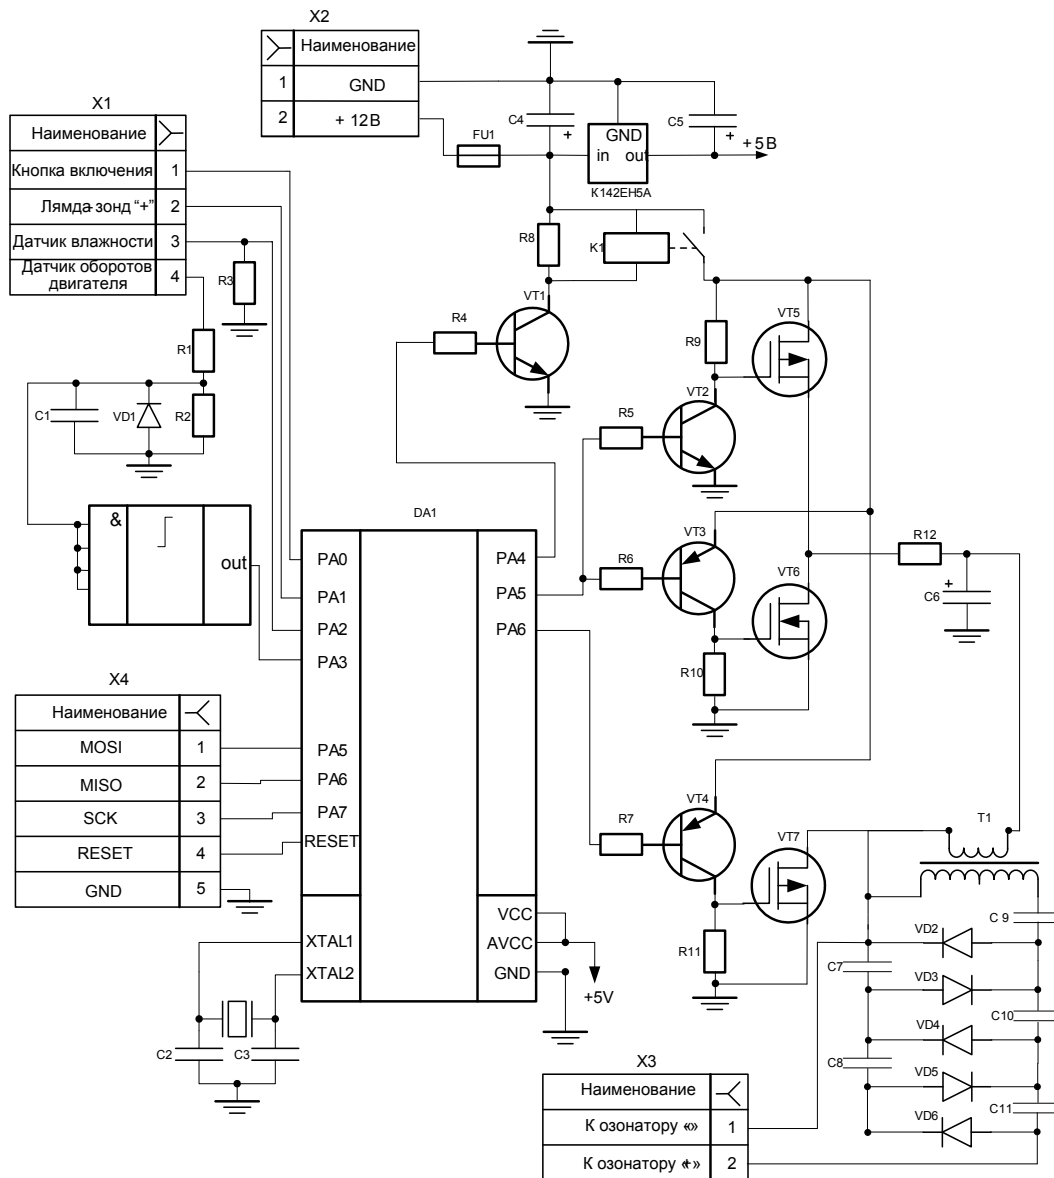 X2
Наименование
1 GND
2 + 12В
X1
Наименование
Кнопка включения 1
Лямда-зонд “+” 2
Датчик влажности 3
Датчик оборотов
двигателя 4
C4
+
FU1
GND
in out
К142ЕН5А
C5
+
+5В
R8
K1
R3
VT1
R4
VT5
R9
R1
VT2
R5
C1
VD1
R2
&
out
DA1
PA0
PA1
PA2
PA3
PA4
PA5
PA6
VT3
R6
VT6
R12
+
C6
R10
X4
Наименование
MOSI 1
MISO 2
SCK 3
RESET 4
GND 5
PA5
PA6
PA7
RESET
VT4
R7
VT7
T1
VCC
AVCC
GND
+5V
XTAL1
XTAL2
R11
C 9
VD2
C7
VD3
C10
VD4
C8
VD5
C11
VD6
C2
C3
X3
Наименование
К озонатору «-» 1
К озонатору «+» 2